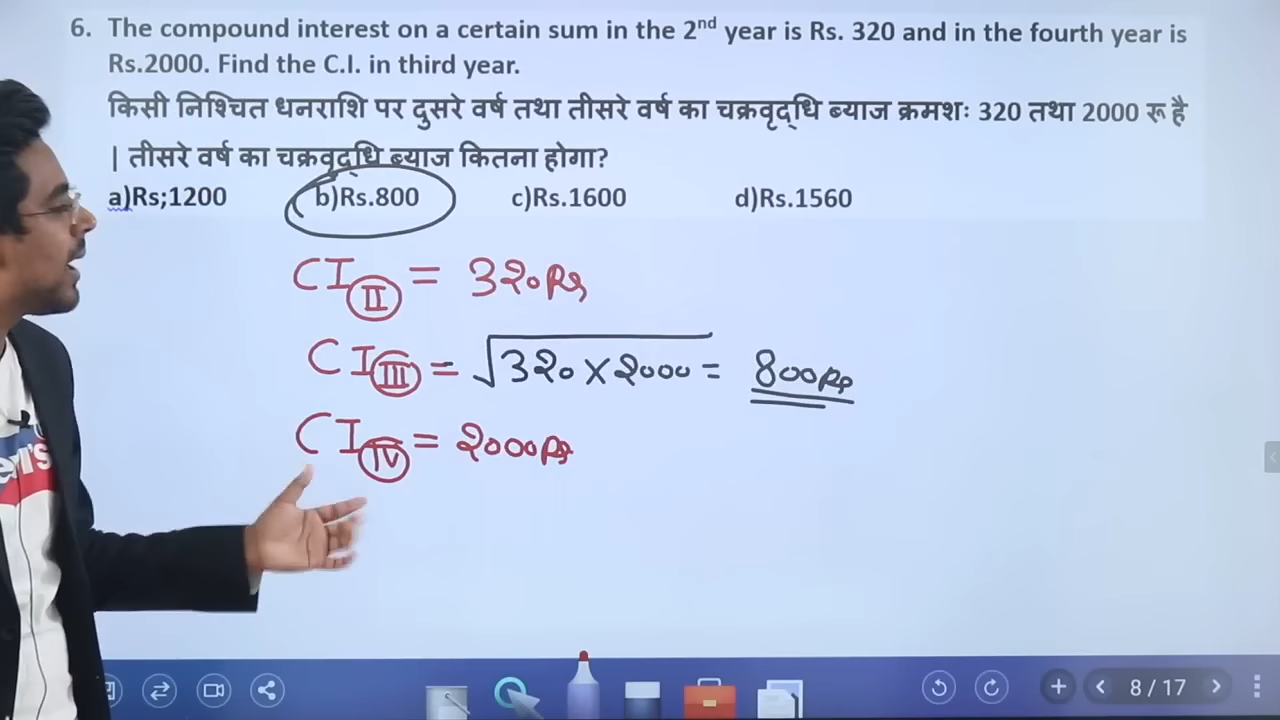 6. The compound interest on a certain sum in the 2nd year is Rs. 320 and in the fourth year is
Rs.2000. Find the C.I. in third year.
किसी निश्चित धनराशि पर दुसरे वर्ष तथा तीसरे वर्ष का चक्रवृद्धि ब्याज क्रमशः 320 तथा 2000 रू है
| तीसरे वर्ष का चक्रवृद्धि ब्याज कितना होगा?
a)Rs;1200 b)Rs.800 c)Rs.1600 d)Rs.1560
CI II = 320Rs
CI III = √320×2000 = 800Rs
CI IV = 2000Rs
8 / 17